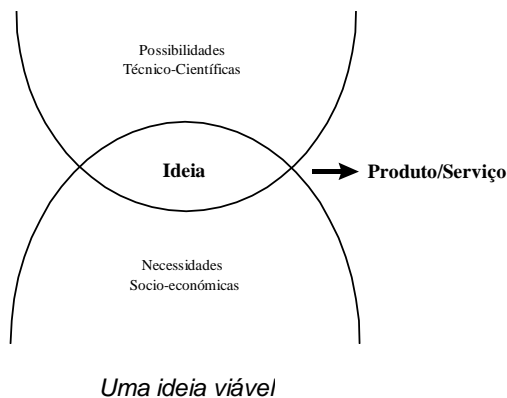 Possibilidades
Técnico-Científicas
Ideia
Produto/Serviço
Necessidades
Socio-económicas
Uma ideia viável